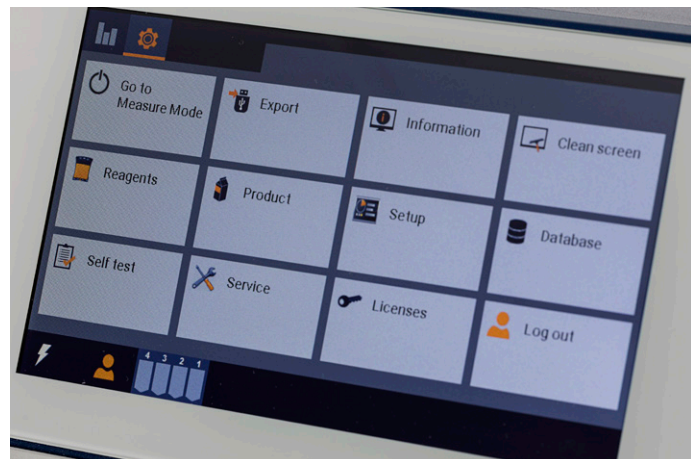 Go to
Measure Mode
Export
Information
Clean screen
Reagents
Product
Setup
Database
Self test
Service
Licenses
Log out
4 3 2 1